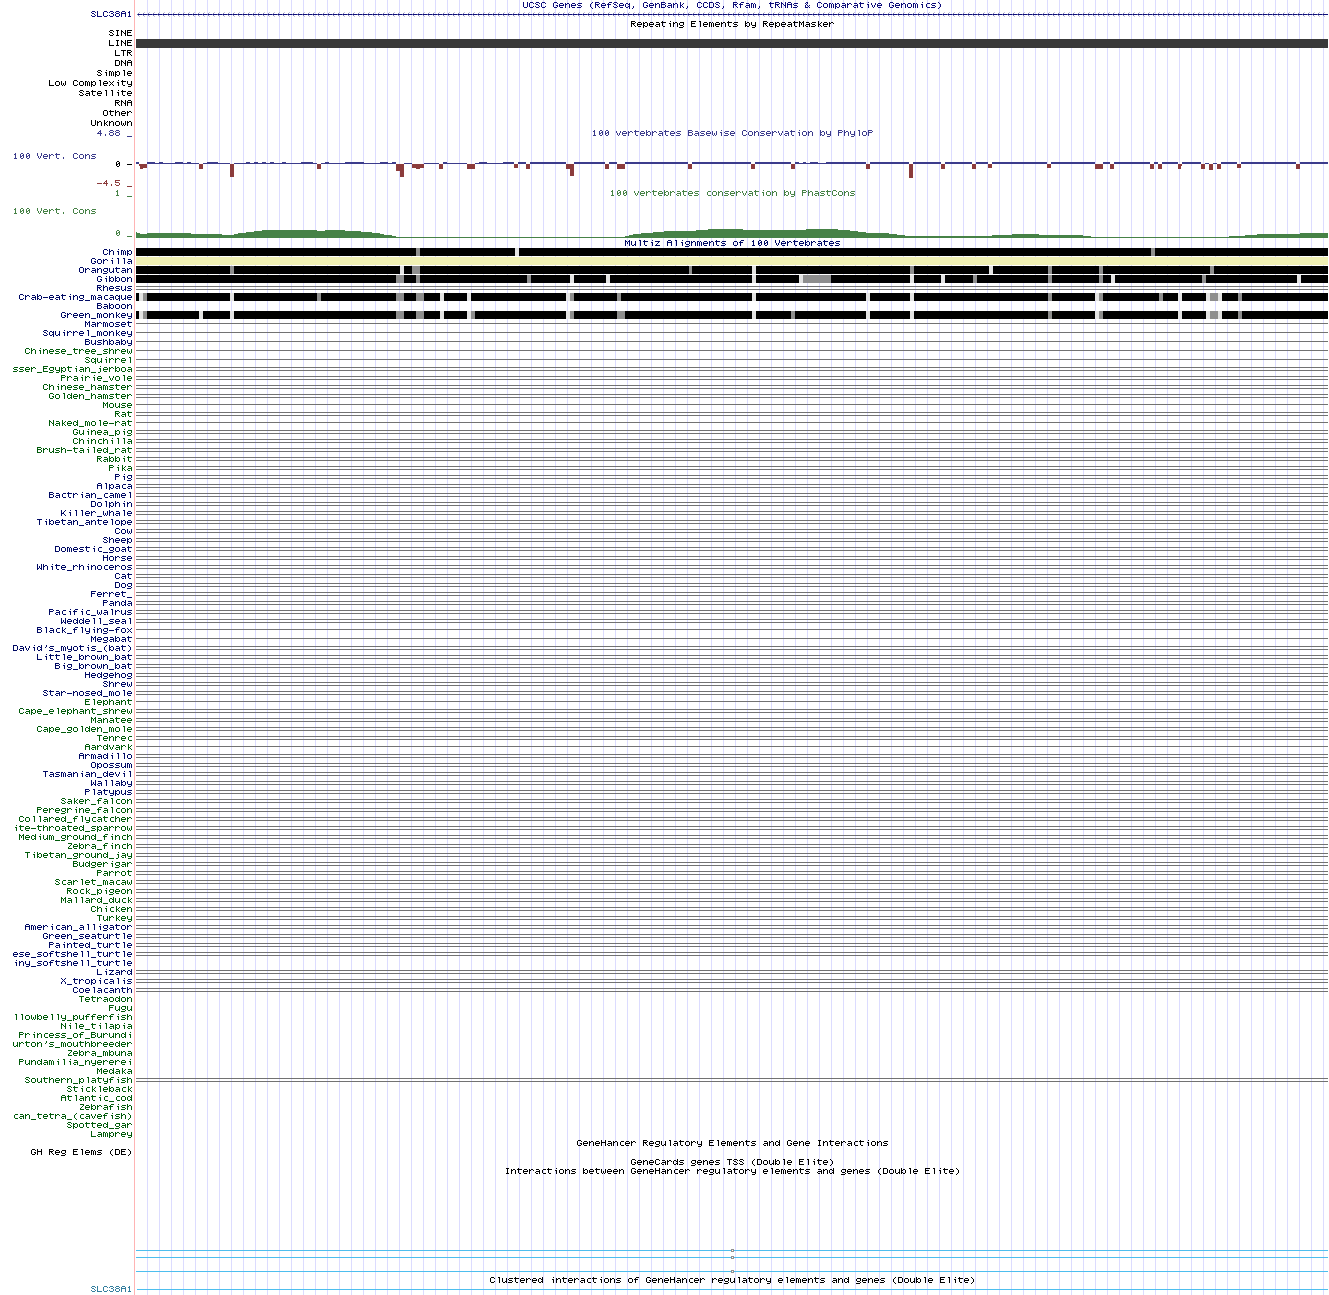 UCSC Genes (RefSeq, GenBank, CCDS, Rfam, tRNAs & Comparative Genomics)
SLC38A1
Repeating Elements by RepeatMasker
SINE
LINE
LTR
DNA
Simple
Low Complexity
Satellite
RNA
Other
Unknown
100 vertebrates Basewise Conservation by PhyloP
4.88 _
100 Vert. Cons
0 _
-4.5 _
100 vertebrates conservation by PhastCons
1 _
100 Vert. Cons
0 _
Multiz Alignments of 100 Vertebrates
Chimp
Gorilla
Orangutan
Gibbon
Rhesus
Crab-eating_macaque
Baboon
Green_monkey
Marmoset
Squirrel_monkey
Bushbaby
Chinese_tree_shrew
Squirrel
sser_Egyptian_jerboa
Prairie_vole
Chinese_hamster
Golden_hamster
Mouse
Rat
Naked_mole-rat
Guinea_pig
Chinchilla
Brush-tailed_rat
Rabbit
Pika
Pig
Alpaca
Bactrian_camel
Dolphin
Killer_whale
Tibetan_antelope
Cow
Sheep
Domestic_goat
Horse
White_rhinoceros
Cat
Dog
Ferret_
Panda
Pacific_walrus
Weddell_seal
Black_flying-fox
Megabat
David's_myotis_(bat)
Little_brown_bat
Big_brown_bat
Hedgehog
Shrew
Star-nosed_mole
Elephant
Cape_elephant_shrew
Manatee
Cape_golden_mole
Tenrec
Aardvark
Armadillo
Opossum
Tasmanian_devil
Wallaby
Platypus
Saker_falcon
Peregrine_falcon
Collared_flycatcher
ite-throated_sparrow
Medium_ground_finch
Zebra_finch
Tibetan_ground_jay
Budgerigar
Parrot
Scarlet_macaw
Rock_pigeon
Mallard_duck
Chicken
Turkey
American_alligator
Green_seaturtle
Painted_turtle
ese_softshell_turtle
iny_softshell_turtle
Lizard
X_tropicalis
Coelacanth
Tetraodon
Fugu
llowbelly_pufferfish
Nile_tilapia
Princess_of_Burundi
urton's_mouthbreeder
Zebra_mbuna
Pundamilia_nyererei
Medaka
Southern_platyfish
Stickleback
Atlantic_cod
Zebrafish
can_tetra_(cavefish)
Spotted_gar
Lamprey
GeneHancer Regulatory Elements and Gene Interactions
GH Reg Elems (DE)
GeneCards genes TSS (Double Elite)
Interactions between GeneHancer regulatory elements and genes (Double Elite)
Clustered interactions of GeneHancer regulatory elements and genes (Double Elite)
SLC38A1